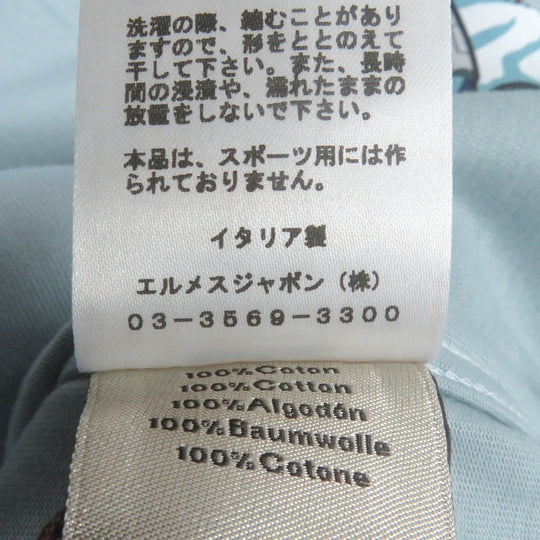 洗濯の際、縮むことがあり
ますので、形をととのえて
干して下さい。また、長時
間の浸漬や、濡れたままの
放置をしないで下さい。
本品は、スポーツ用には作
られておりません。
イタリア製
エルメスジャポン（株）
03-3569-3300
100%Coton
100%Cotton
100%Algodón
100%Baumwolle
100%Cotone